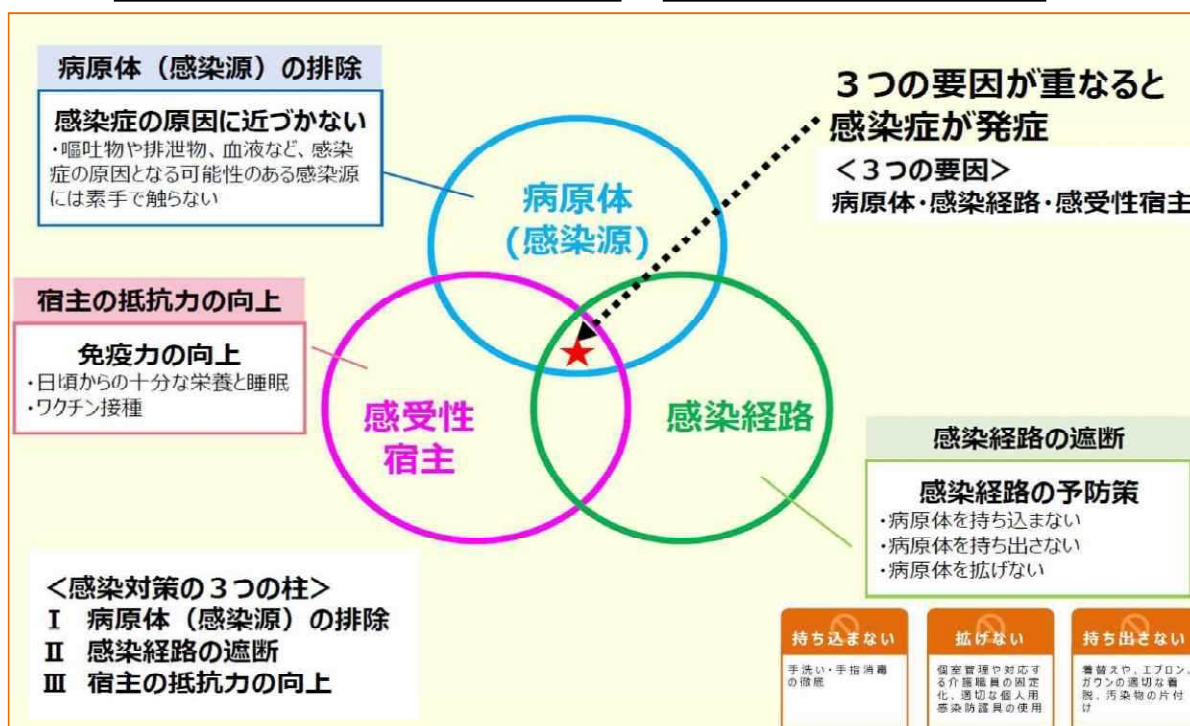 病原体（感染源）の排除
感染症の原因に近づかない
・嘔吐物や排泄物、血液など、感染
症の原因となる可能性のある感染源
には素手で触らない
３つの要因が重なると
感染症が発症
＜３つの要因＞
病原体・感染経路・感受性宿主
病原体
(感染源)
宿主の抵抗力の向上
免疫力の向上
・日頃からの十分な栄養と睡眠
・ワクチン接種
感受性
宿主
感染経路
感染経路の遮断
感染経路の予防策
・病原体を持ち込まない
・病原体を持ち出さない
・病原体を拡げない
＜感染対策の３つの柱＞
Ⅰ 病原体（感染源）の排除
Ⅱ 感染経路の遮断
Ⅲ 宿主の抵抗力の向上
持ち込まない
手洗い・手指消毒
の徹底
拡げない
個室管理や対応す
る介護職員の固定
化、適切な個人用
感染防護具の使用
持ち出さない
着替えや、エプロン、
ガウンの適切な着
脱、汚染物の片付
け